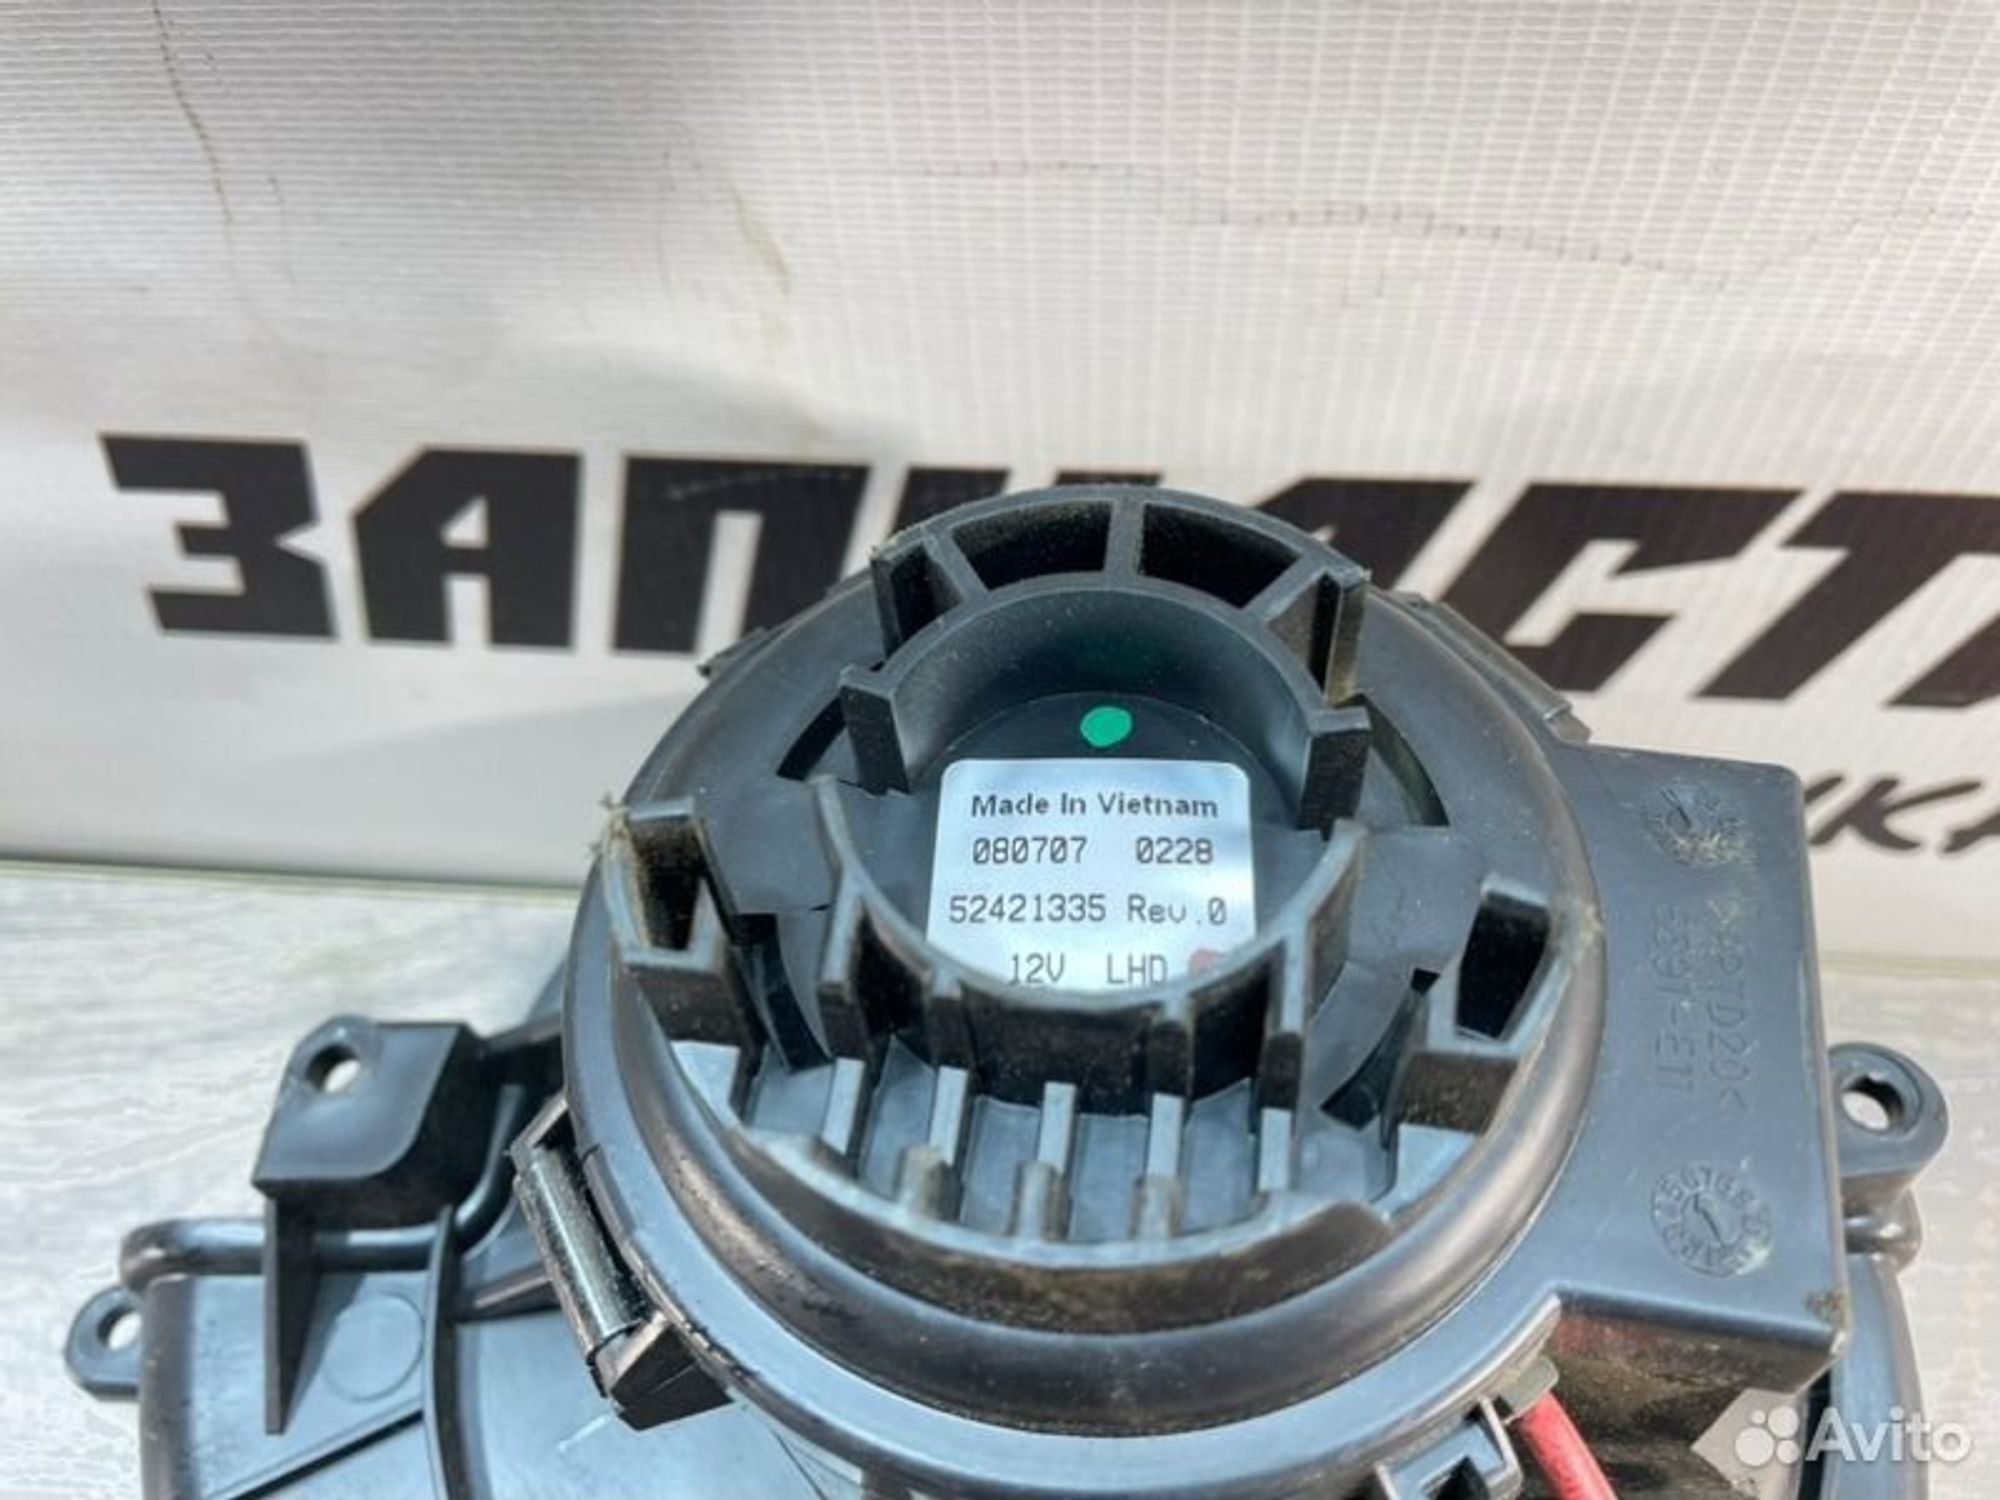 ЗАПЧАСТ
Made In Vietnam
080707 0228
52421335 Rev.0
12V LHD
Avito